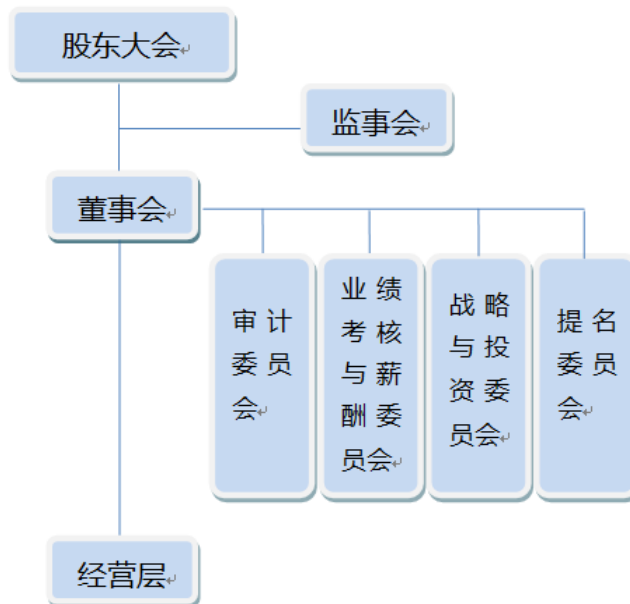 股东大会
监事会
董事会
审计
委员
会
业绩
考核
与薪
酬委
员会
战略
与投
资委
员会
提名
委员
会
经营层